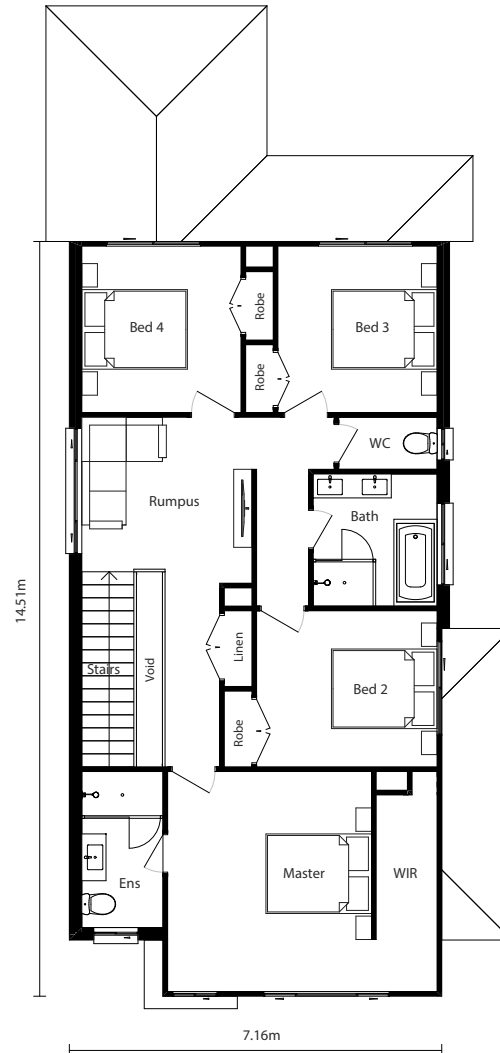 Bed 4
Robe
Bed 3
Robe
WC
Rumpus
Bath
14.51m
Stairs
Void
Linen
Bed 2
Robe
Ens
Master
WIR
7.16m